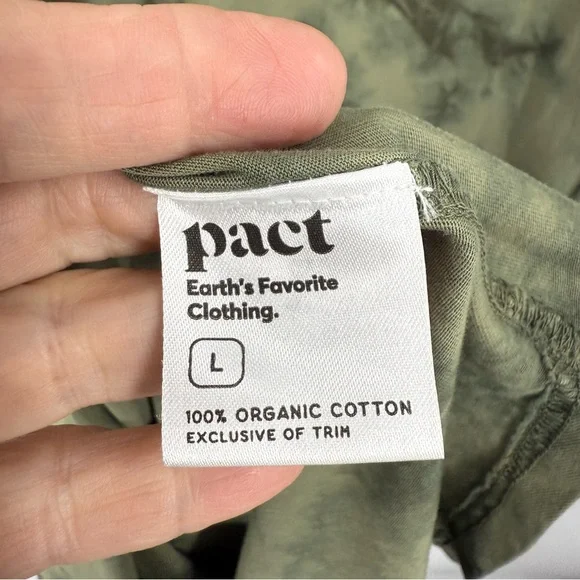 pact
Earth's Favorite
Clothing.
L
100% ORGANIC COTTON
EXCLUSIVE OF TRIM